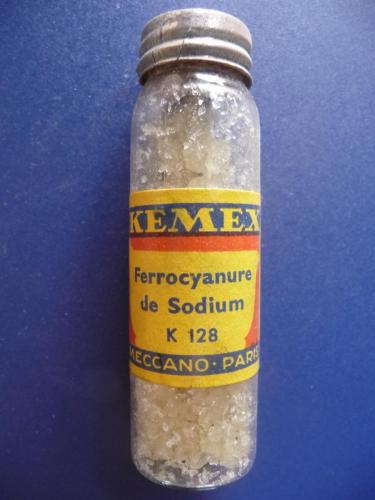 KEMEX
Ferrocyanure
de Sodium
K 128
MECCANO · PARIS